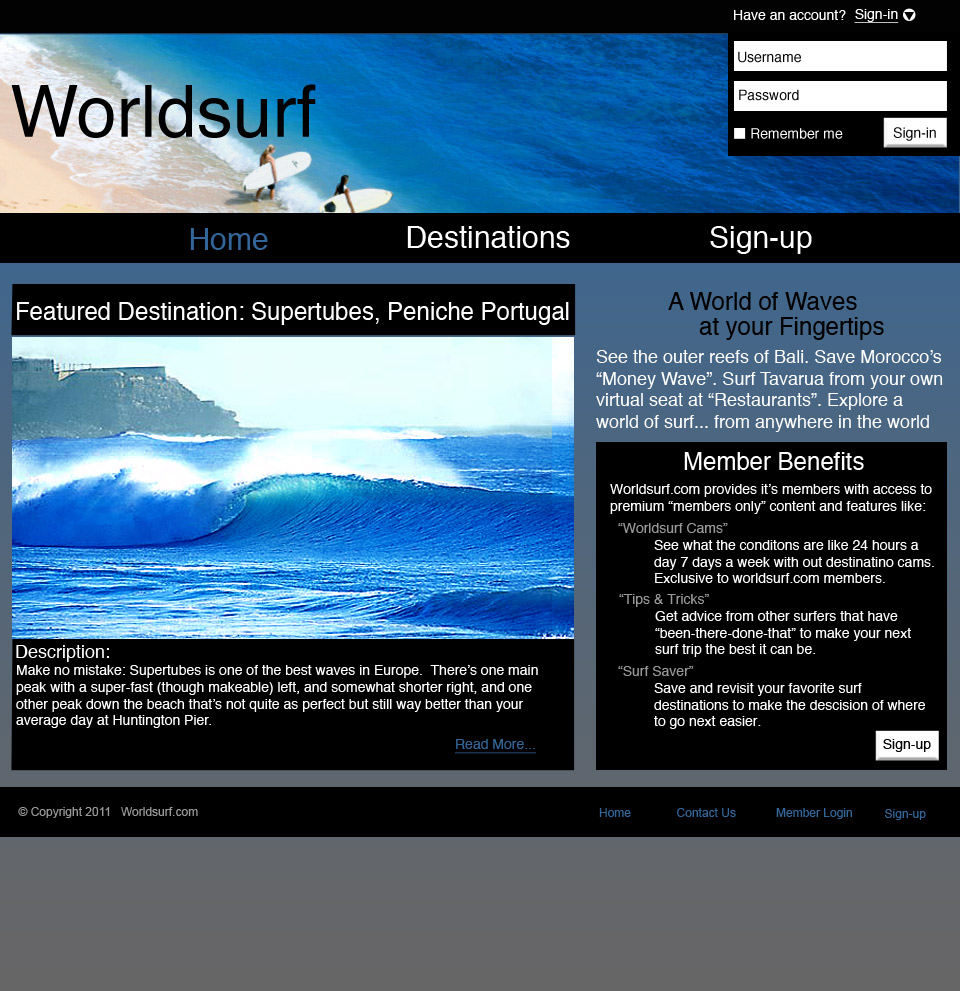 Have an account? Sign-in
Username
Password
Remember me
Sign-in
Worldsurf
Home
Destinations
Sign-up
Featured Destination: Supertubes, Peniche Portugal
Description:
Make no mistake: Supertubes is one of the best waves in Europe. There’s one main
peak with a super-fast (though makeable) left, and somewhat shorter right, and one
other peak down the beach that’s not quite as perfect but still way better than your
average day at Huntington Pier.
Read More...
A World of Waves
at your Fingertips
See the outer reefs of Bali. Save Morocco’s
“Money Wave”. Surf Tavarua from your own
virtual seat at “Restaurants”. Explore a
world of surf... from anywhere in the world
Member Benefits
Worldsurf.com provides it’s members with access to
premium “members only” content and features like:
“Worldsurf Cams”
See what the conditons are like 24 hours a
day 7 days a week with out destinatino cams.
Exclusive to worldsurf.com members.
“Tips & Tricks”
Get advice from other surfers that have
“been-there-done-that” to make your next
surf trip the best it can be.
“Surf Saver”
Save and revisit your favorite surf
destinations to make the descision of where
to go next easier.
Sign-up
© Copyright 2011 Worldsurf.com
Home
Contact Us
Member Login
Sign-up